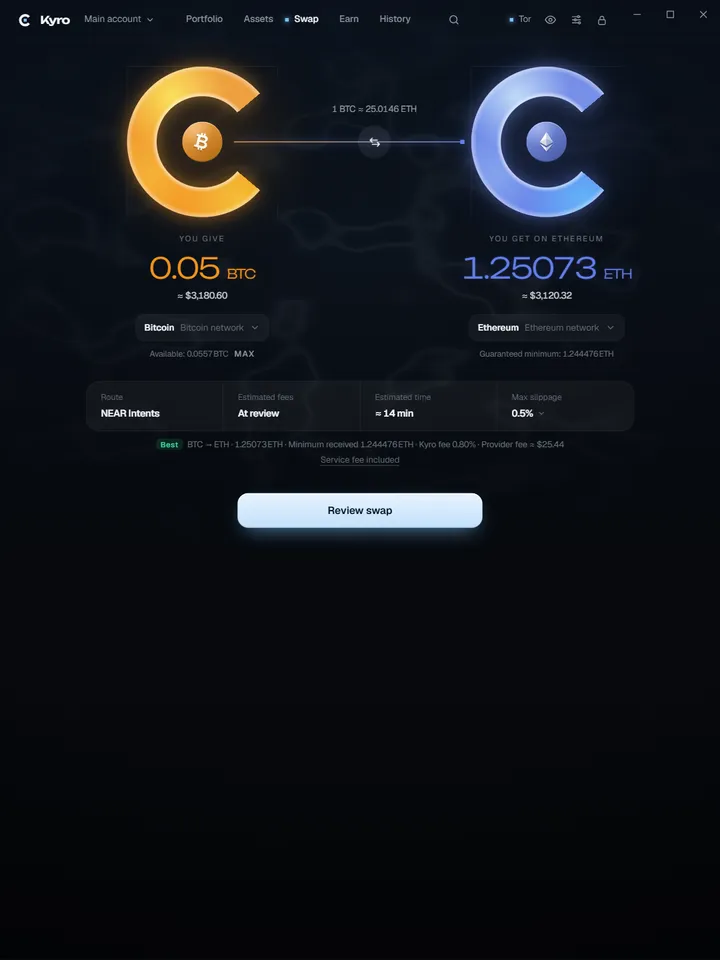 Kyro Main account Portfolio Assets Swap Earn History Tor
1 BTC ≈ 25.0146 ETH
YOU GIVE
0.05 BTC
≈ $3,180.60
Bitcoin Bitcoin network
Available: 0.0557 BTC MAX
YOU GET ON ETHEREUM
1.25073 ETH
≈ $3,120.32
Ethereum Ethereum network
Guaranteed minimum: 1.244476 ETH
Route
NEAR Intents
Estimated fees
At review
Estimated time
≈ 14 min
Max slippage
0.5%
Best BTC → ETH · 1.25073 ETH · Minimum received 1.244476 ETH · Kyro fee 0.80% · Provider fee ≈ $25.44
Service fee included
Review swap